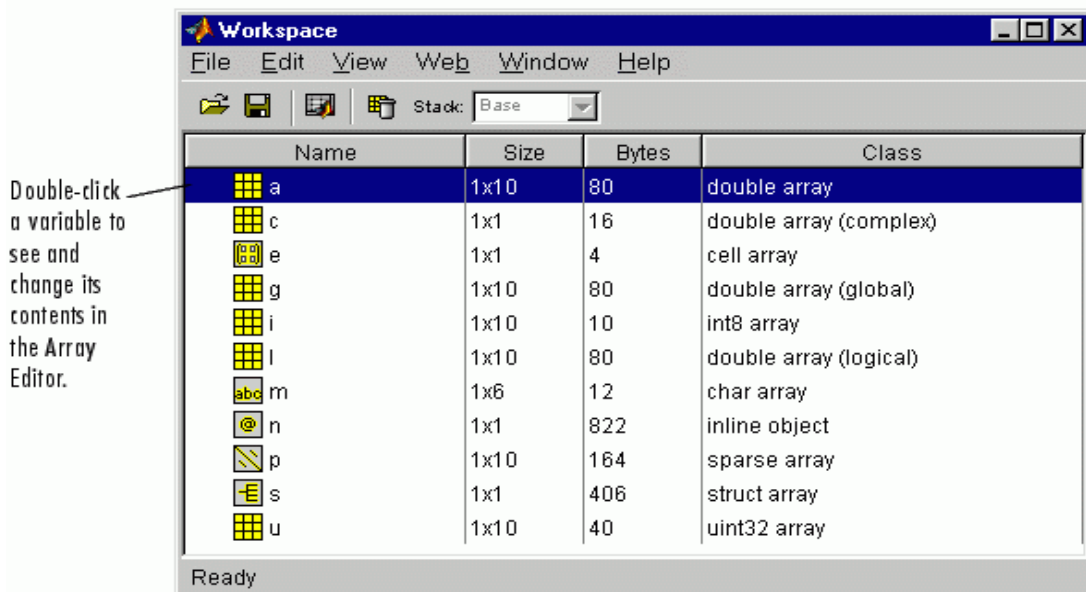 Workspace
File Edit View Web Window Help
Stack: Base
Name Size Bytes Class
a 1x10 80 double array
c 1x1 16 double array (complex)
e 1x1 4 cell array
g 1x10 80 double array (global)
i 1x10 10 int8 array
l 1x10 80 double array (logical)
abc m 1x6 12 char array
@ n 1x1 822 inline object
p 1x10 164 sparse array
s 1x1 406 struct array
u 1x10 40 uint32 array
Ready
Double-click
a variable to
see and
change its
contents in
the Array
Editor.